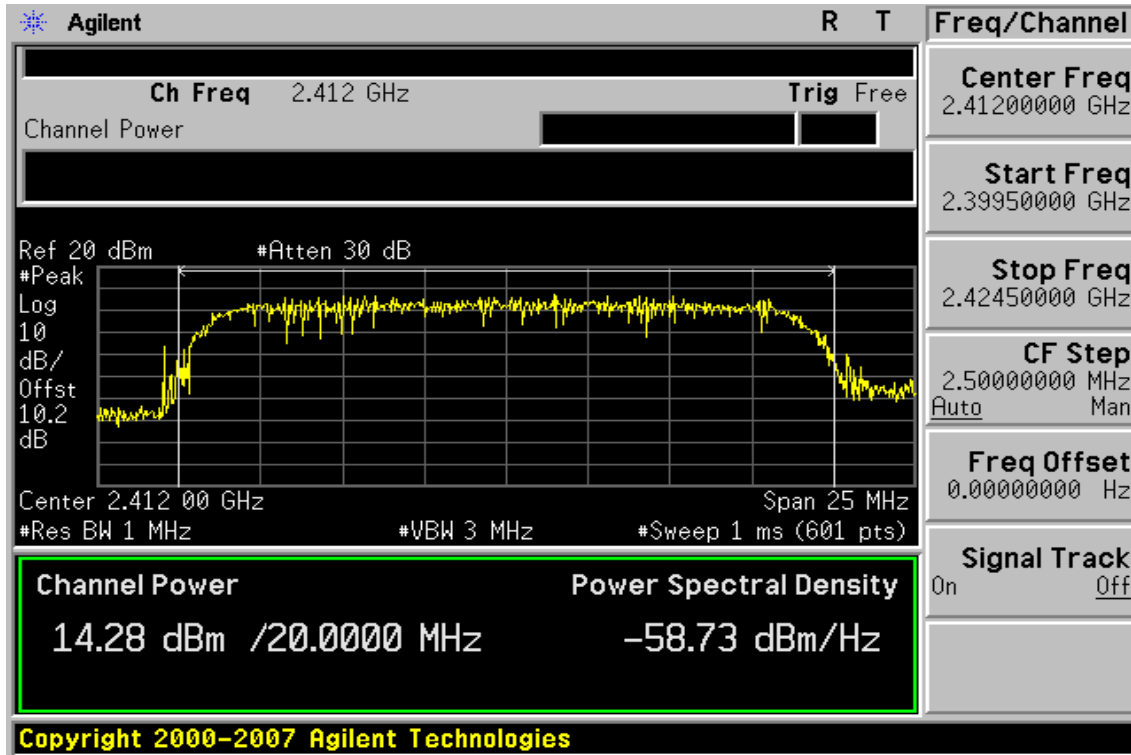 Agilent R T
Ch Freq 2.412 GHz Trig Free
Channel Power
Ref 20 dBm #Atten 30 dB
#Peak
Log
10
dB/
Offst
10.2
dB
Center 2.412 00 GHz Span 25 MHz
#Res BW 1 MHz #VBW 3 MHz #Sweep 1 ms (601 pts)
Channel Power Power Spectral Density
14.28 dBm /20.0000 MHz -58.73 dBm/Hz
Copyright 2000-2007 Agilent Technologies
Freq/Channel
Center Freq
2.41200000 GHz
Start Freq
2.39950000 GHz
Stop Freq
2.42450000 GHz
CF Step
2.50000000 MHz
Auto Man
Freq Offset
0.00000000 Hz
Signal Track
On Off